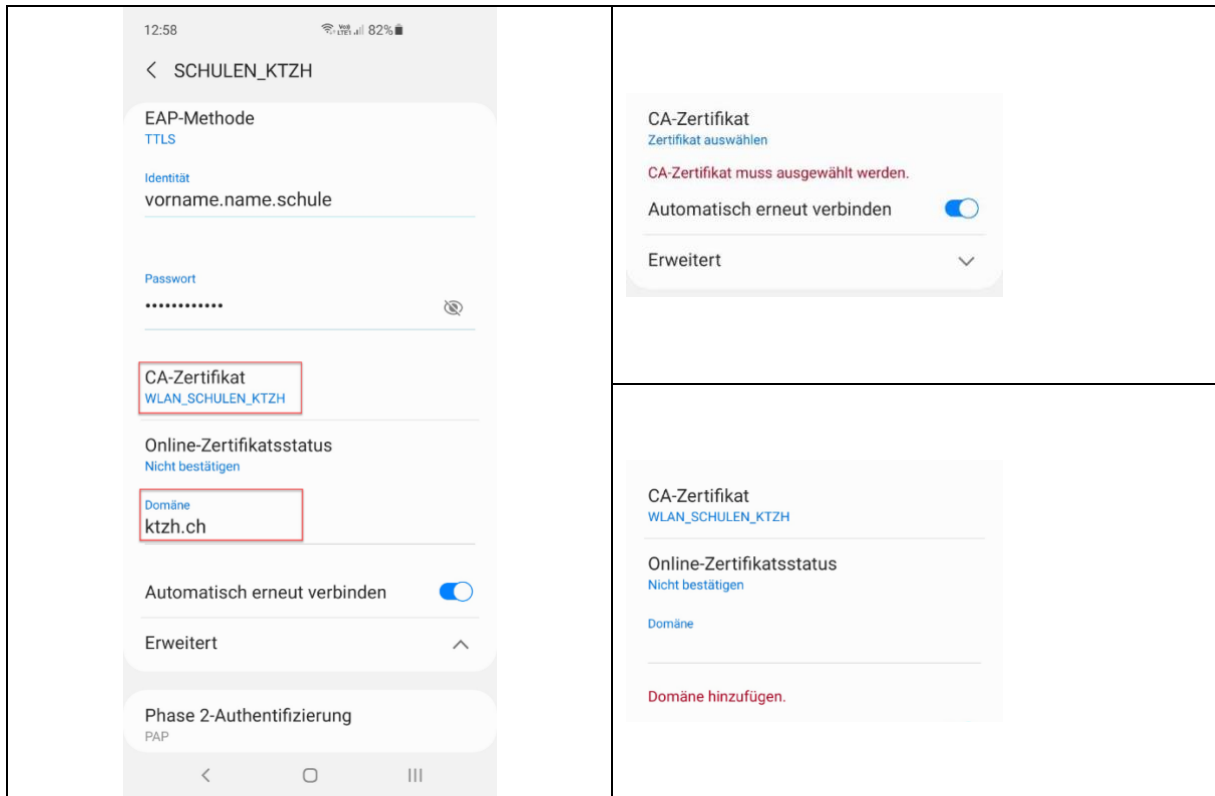 12:58
82%
SCHULEN_KTZH
EAP-Methode
TTLS
Identität
vorname.name.schule
Passwort
••••••••••••
CA-Zertifikat
WLAN_SCHULEN_KTZH
Online-Zertifikatsstatus
Nicht bestätigen
Domäne
ktzh.ch
Automatisch erneut verbinden
Erweitert
Phase 2-Authentifizierung
PAP
CA-Zertifikat
Zertifikat auswählen
CA-Zertifikat muss ausgewählt werden.
Automatisch erneut verbinden
Erweitert
CA-Zertifikat
WLAN_SCHULEN_KTZH
Online-Zertifikatsstatus
Nicht bestätigen
Domäne
Domäne hinzufügen.